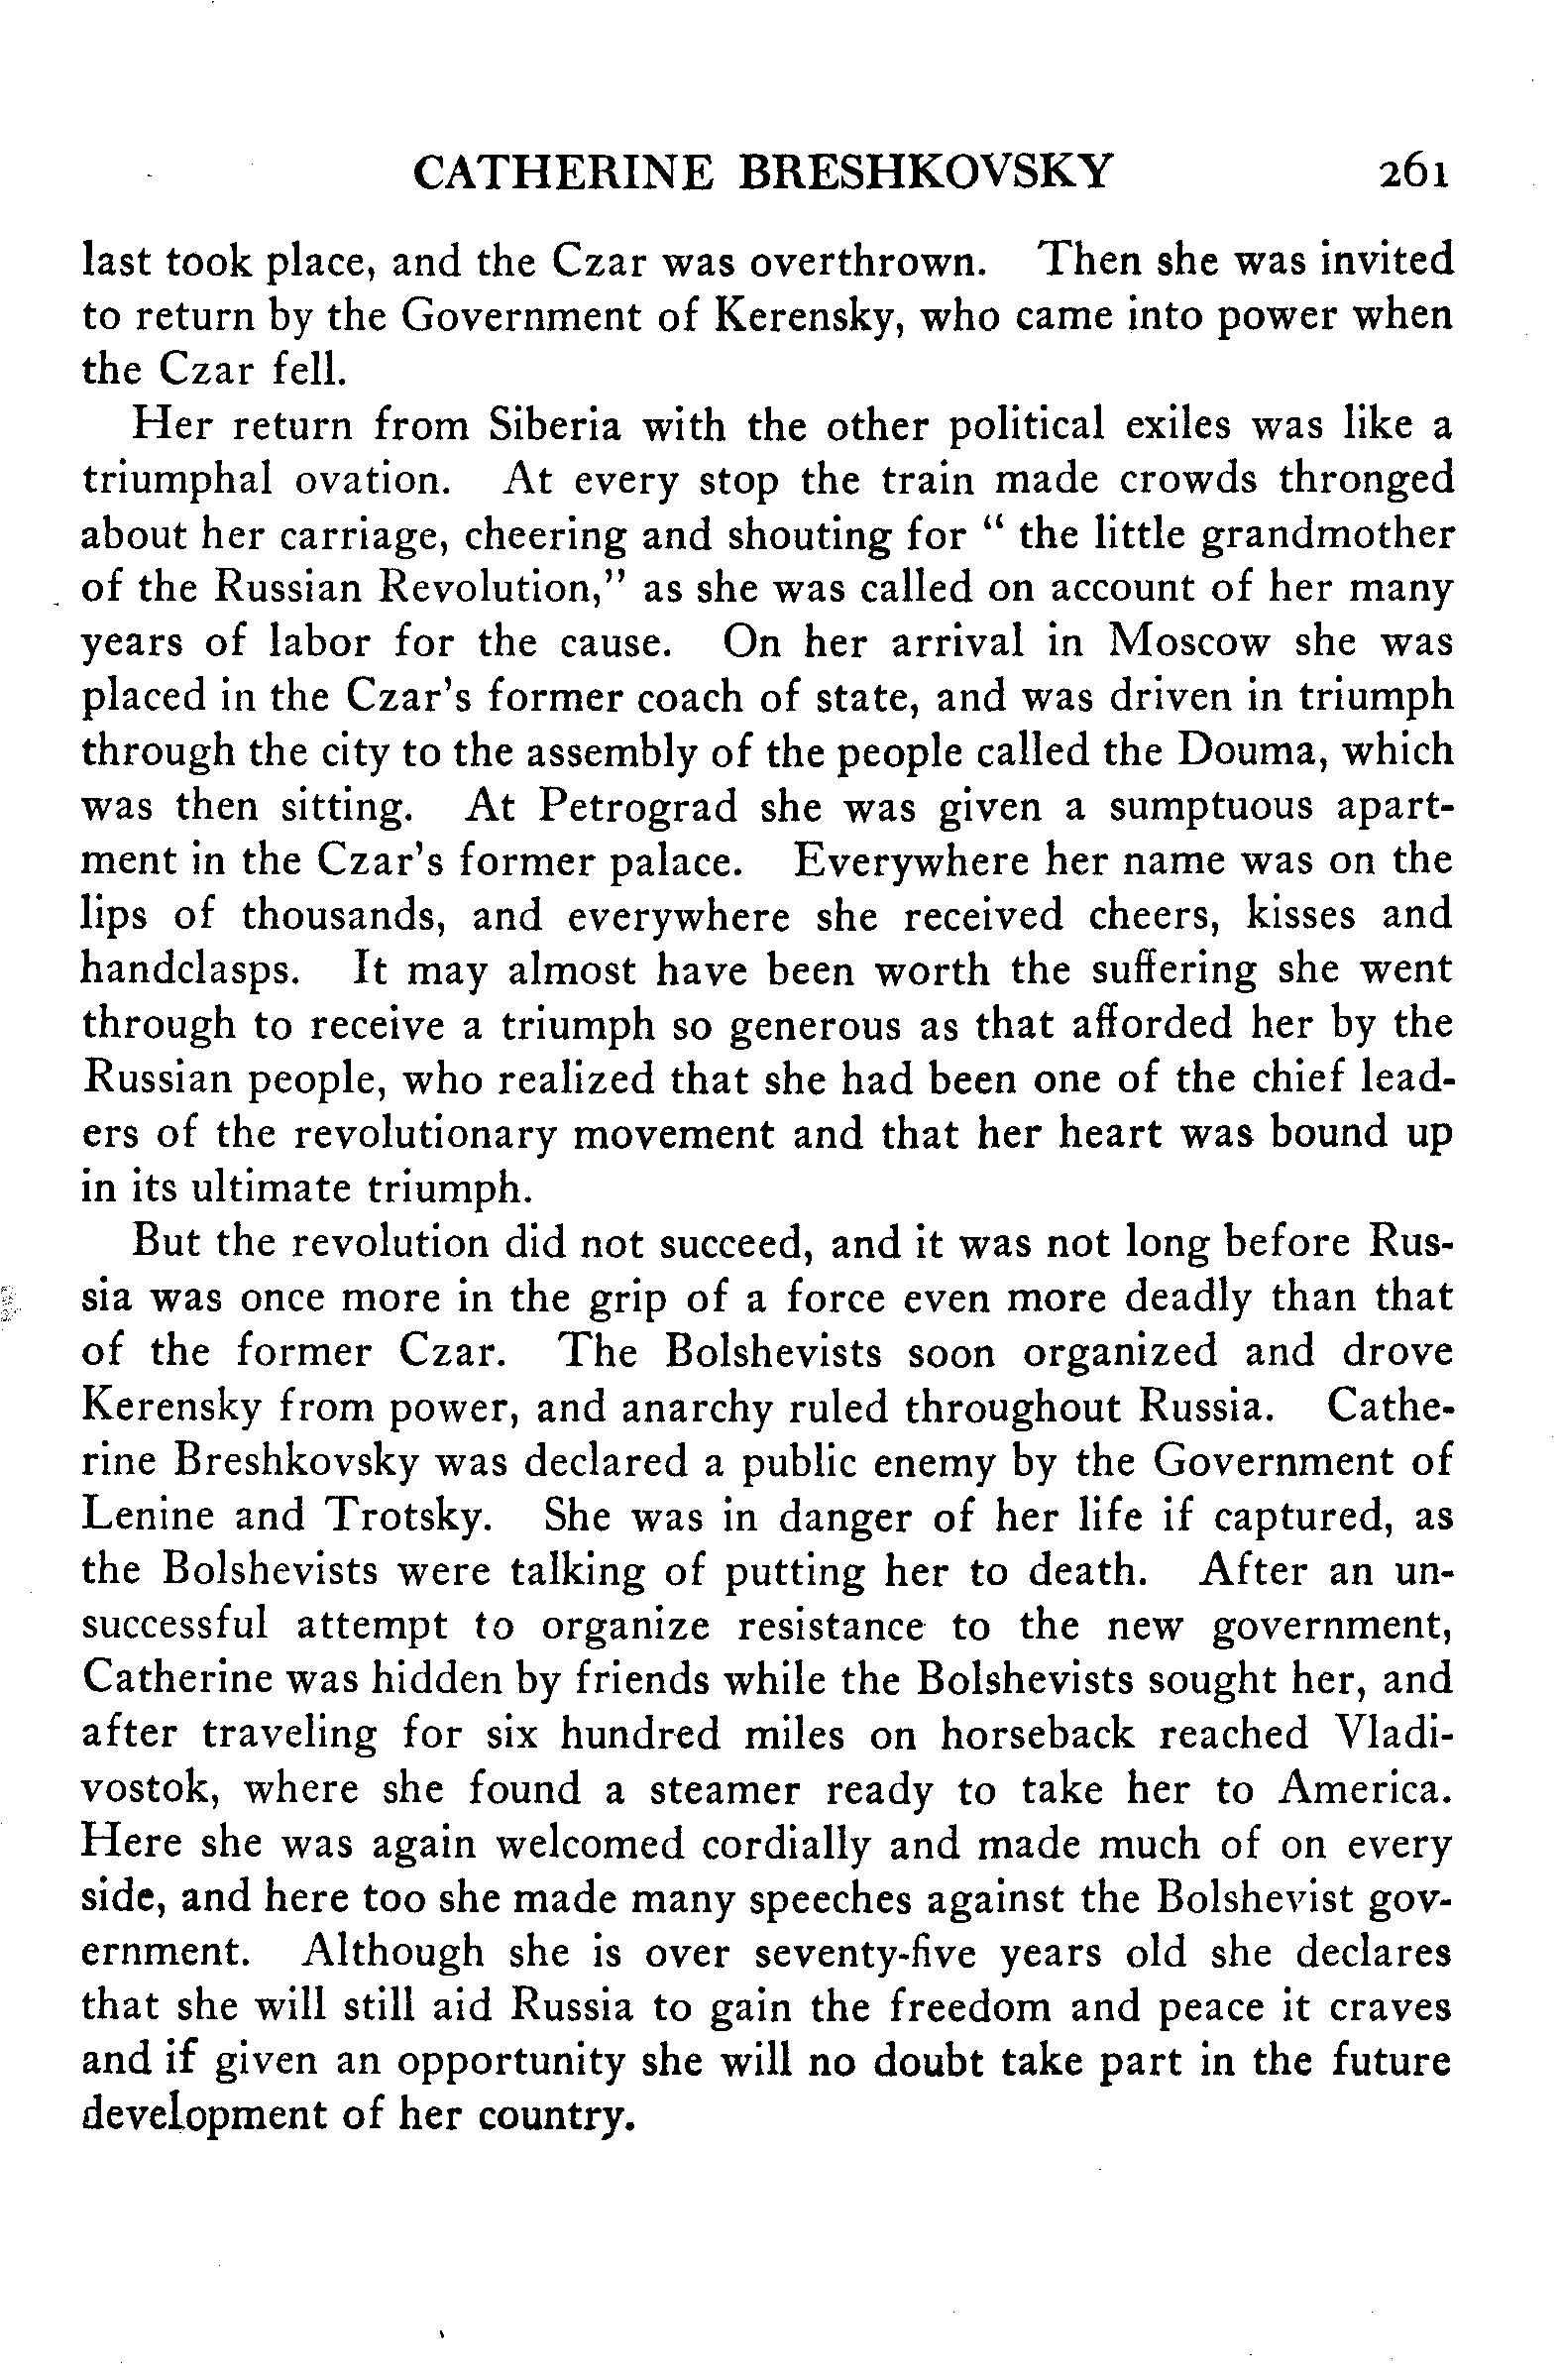 CATHERINE BRESHKOVSKY 261
last took place, and the Czar was overthrown. Then she was invited
to return by the Government of Kerensky, who came into power when
the Czar fell.
Her return from Siberia with the other political exiles was like a
triumphal ovation. At every stop the train made crowds thronged
about her carriage, cheering and shouting for " the little grandmother
of the Russian Revolution," as she was called on account of her many
years of labor for the cause. On her arrival in Moscow she was
placed in the Czar's former coach of state, and was driven in triumph
through the city to the assembly of the people called the Douma, which
was then sitting. At Petrograd she was given a sumptuous apart-
ment in the Czar's former palace. Everywhere her name was on the
lips of thousands, and everywhere she received cheers, kisses and
handclasps. It may almost have been worth the suffering she went
through to receive a triumph so generous as that afforded her by the
Russian people, who realized that she had been one of the chief lead-
ers of the revolutionary movement and that her heart was bound up
in its ultimate triumph.
But the revolution did not succeed, and it was not long before Rus-
sia was once more in the grip of a force even more deadly than that
of the former Czar. The Bolshevists soon organized and drove
Kerensky from power, and anarchy ruled throughout Russia. Cathe-
rine Breshkovsky was declared a public enemy by the Government of
Lenine and Trotsky. She was in danger of her life if captured, as
the Bolshevists were talking of putting her to death. After an un-
successful attempt to organize resistance to the new government,
Catherine was hidden by friends while the Bolshevists sought her, and
after traveling for six hundred miles on horseback reached Vladi-
vostok, where she found a steamer ready to take her to America.
Here she was again welcomed cordially and made much of on every
side, and here too she made many speeches against the Bolshevist gov-
ernment. Although she is over seventy-five years old she declares
that she will still aid Russia to gain the freedom and peace it craves
and if given an opportunity she will no doubt take part in the future
development of her country.